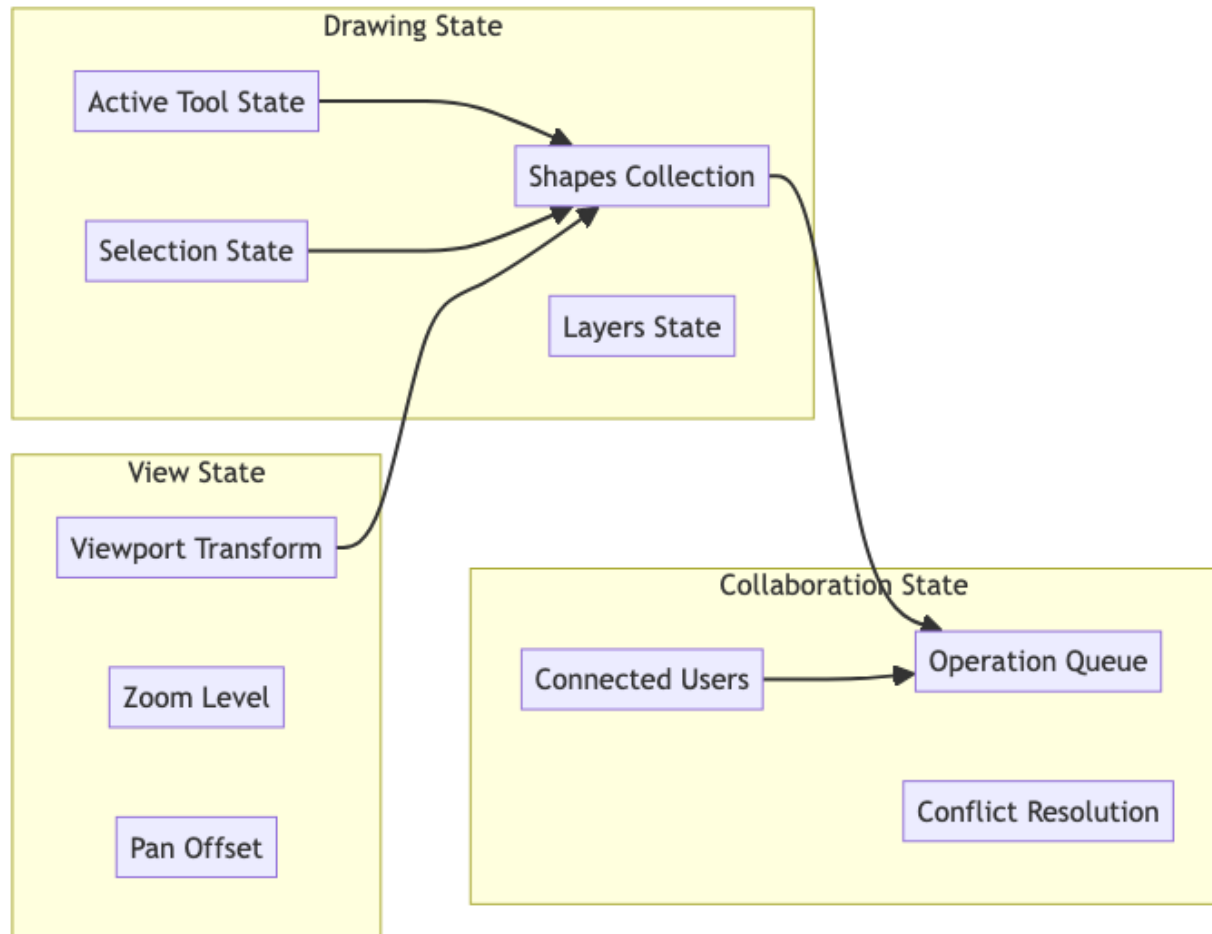 Drawing State
Active Tool State
Shapes Collection
Selection State
Layers State
View State
Viewport Transform
Zoom Level
Pan Offset
Collaboration State
Connected Users
Operation Queue
Conflict Resolution